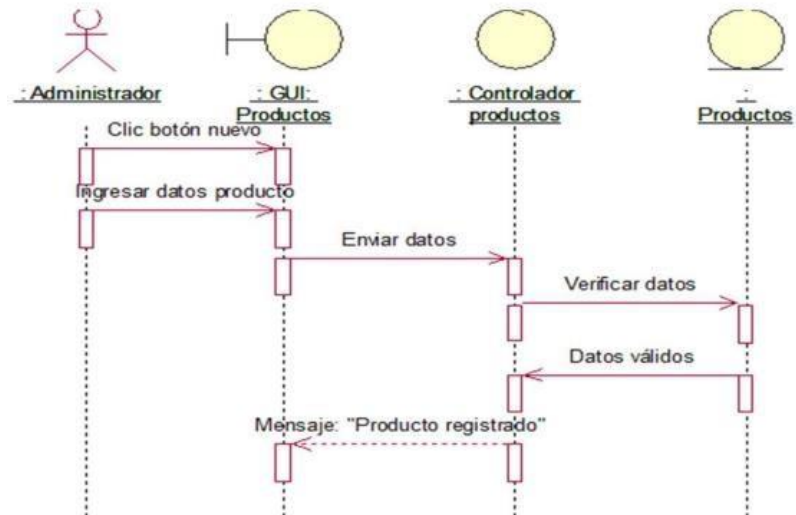 : Administrador
: GUI:
Productos
: Controlador
productos
:
Productos
Clic botón nuevo
Ingresar datos producto
Enviar datos
Verificar datos
Datos válidos
Mensaje: "Producto registrado"